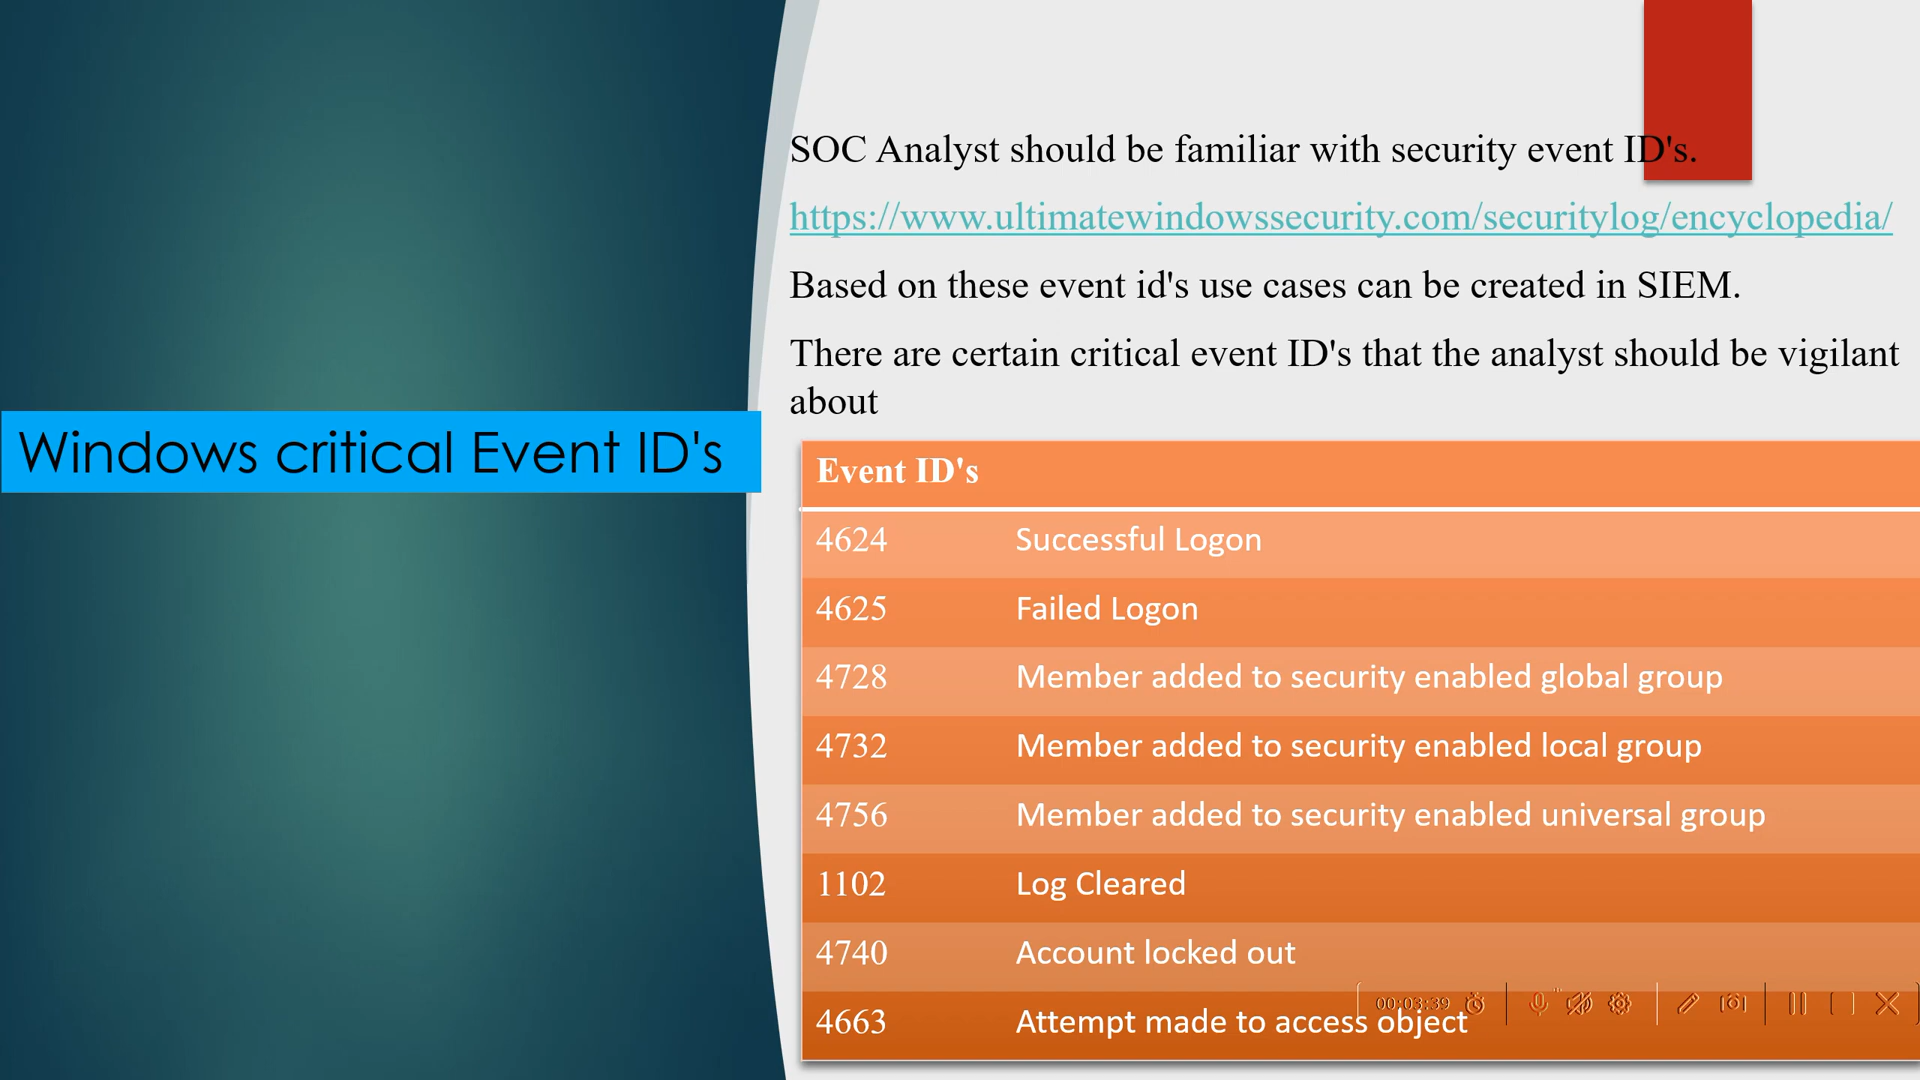 Windows critical Event ID's
SOC Analyst should be familiar with security event ID's.
https://www.ultimatewindowssecurity.com/securitylog/encyclopedia/
Based on these event id's use cases can be created in SIEM.
There are certain critical event ID's that the analyst should be vigilant
about
Event ID's
4624 Successful Logon
4625 Failed Logon
4728 Member added to security enabled global group
4732 Member added to security enabled local group
4756 Member added to security enabled universal group
1102 Log Cleared
4740 Account locked out
00:03:39
4663 Attempt made to access object